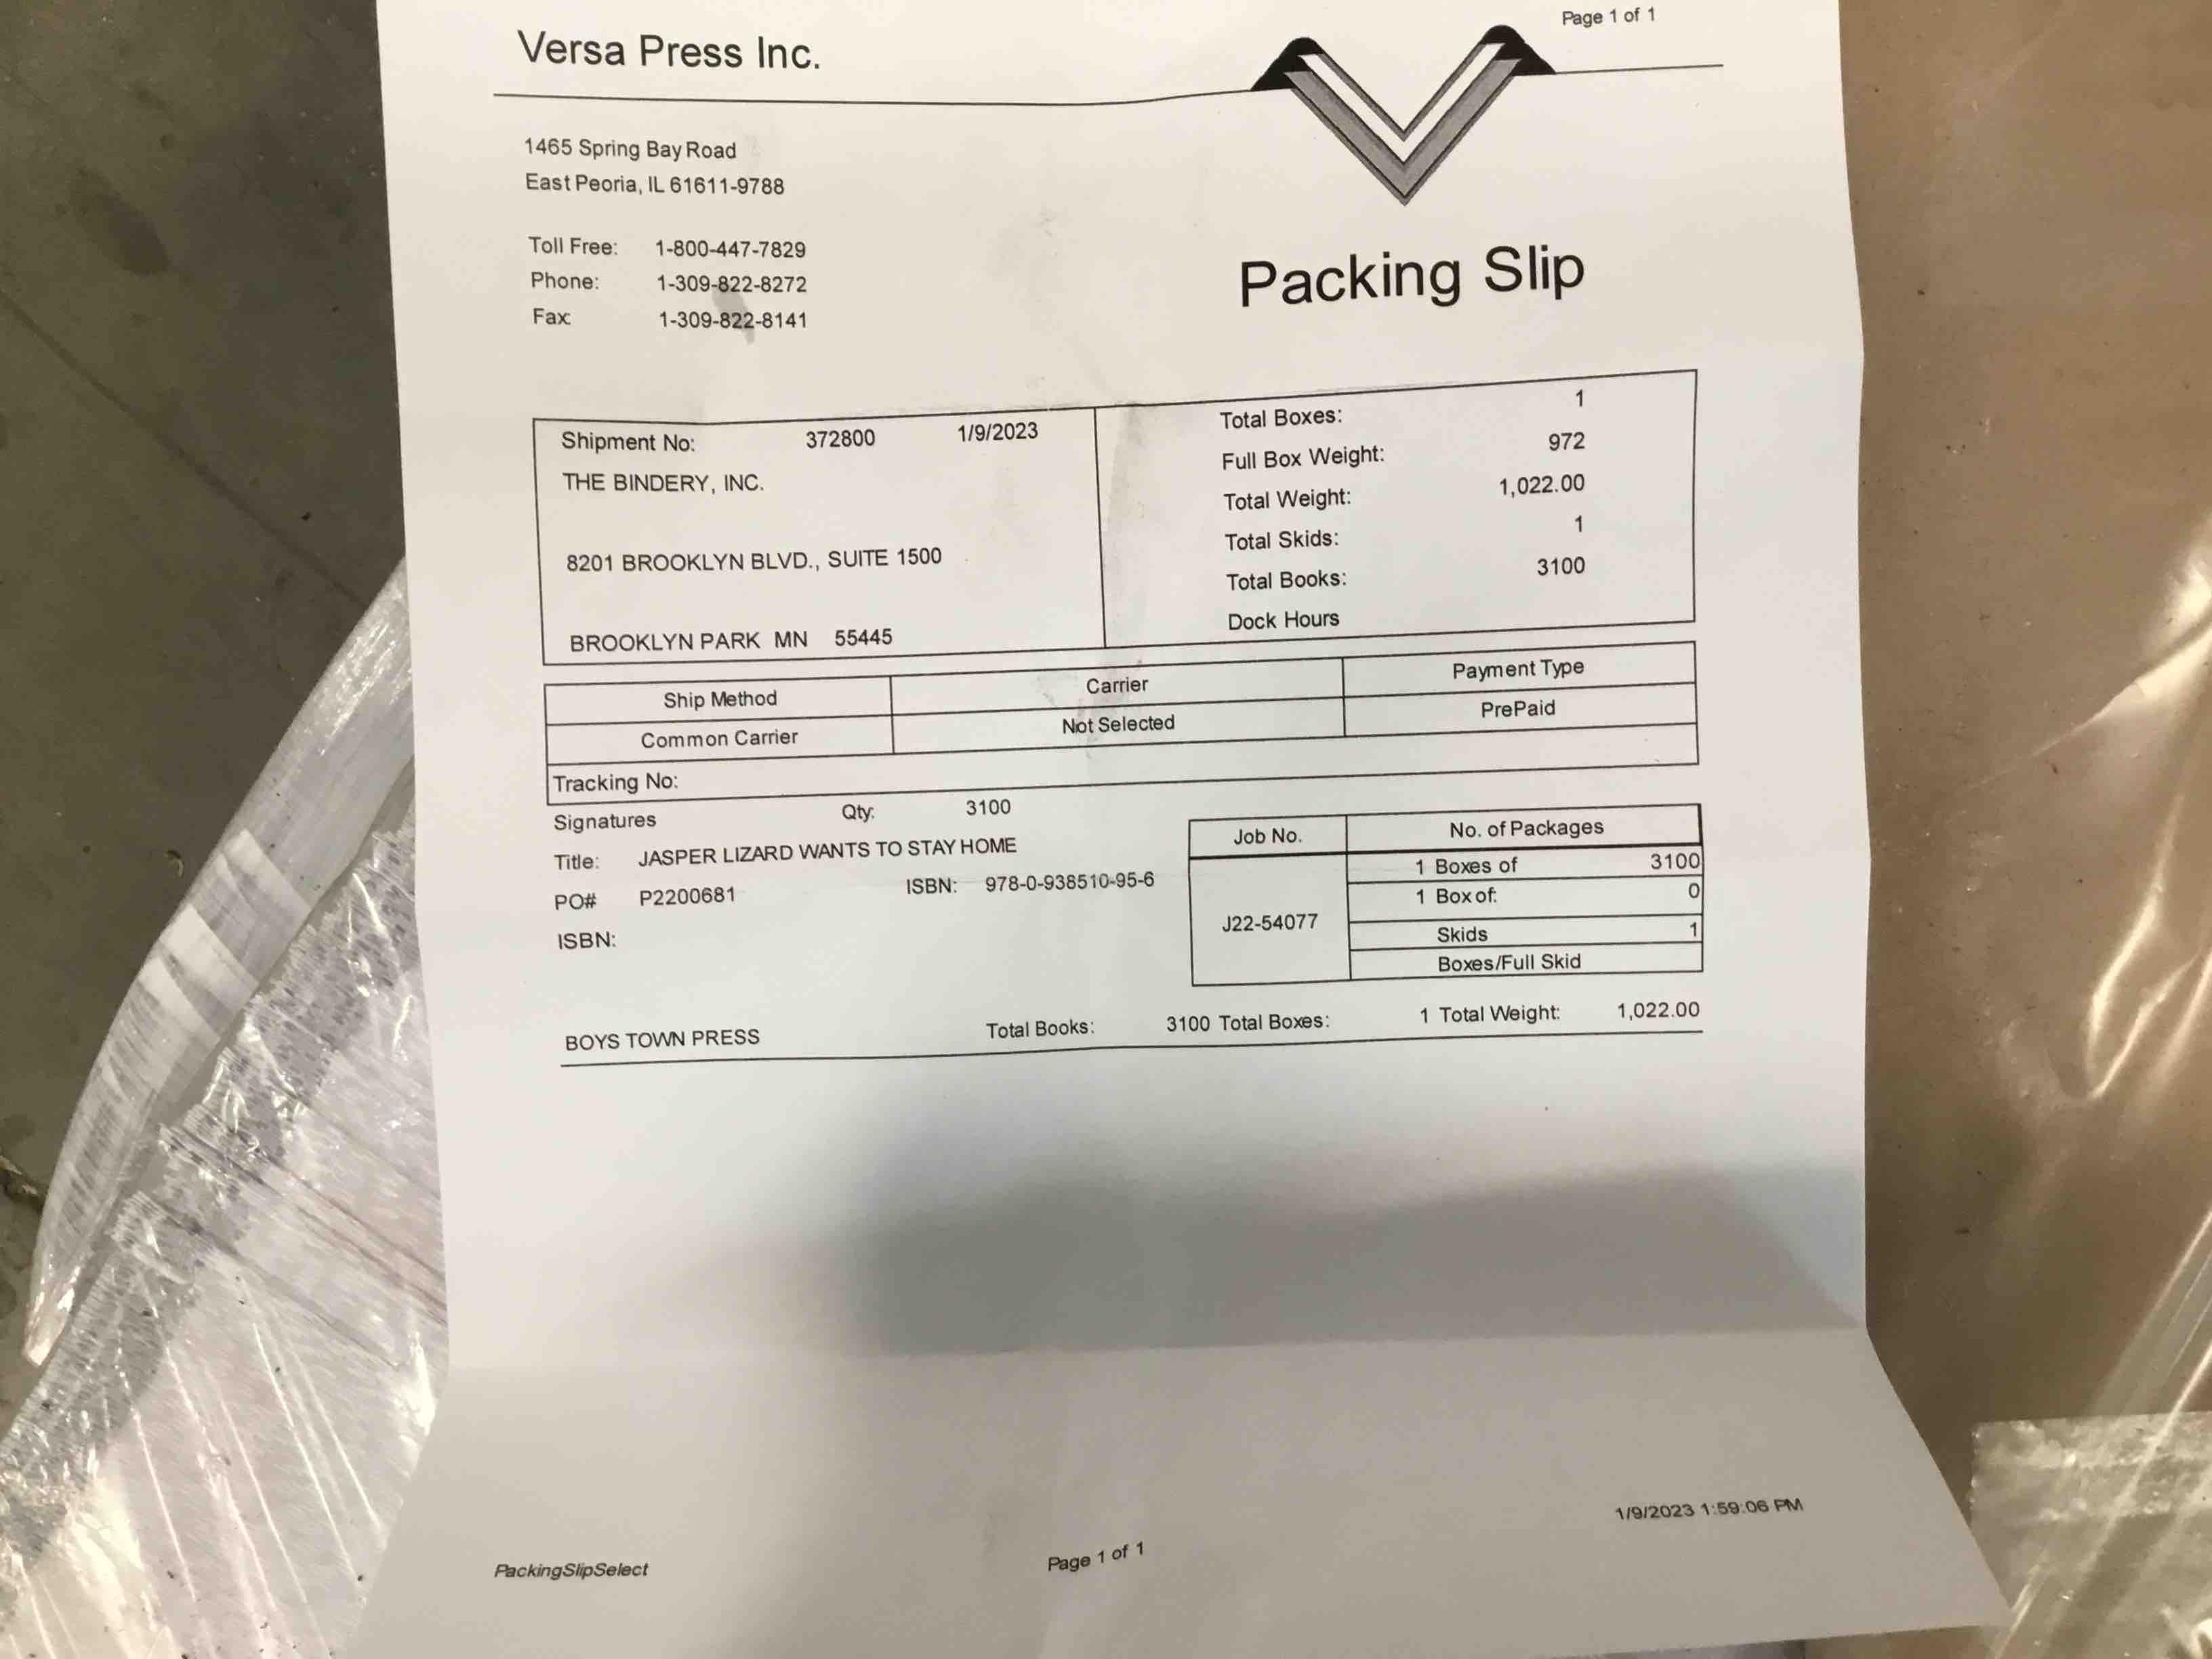 Page 1 of 1
Versa Press Inc.
1465 Spring Bay Road
East Peoria, IL 61611-9788
Toll Free: 1-800-447-7829
Phone: 1-309-822-8272
Fax: 1-309-822-8141
Packing Slip
Shipment No: 372800 1/9/2023
THE BINDERY, INC.
8201 BROOKLYN BLVD., SUITE 1500
BROOKLYN PARK MN 55445
Total Boxes: 1
Full Box Weight: 972
Total Weight: 1,022.00
Total Skids: 1
Total Books: 3100
Dock Hours
Ship Method Carrier Payment Type
Common Carrier Not Selected PrePaid
Tracking No:
Signatures Qty: 3100
Title: JASPER LIZARD WANTS TO STAY HOME
PO# P2200681 ISBN: 978-0-938510-95-6
ISBN:
Job No. No. of Packages
J22-54077
1 Boxes of 3100
1 Box of: 0
Skids 1
Boxes/Full Skid
BOYS TOWN PRESS Total Books: 3100 Total Boxes: 1 Total Weight: 1,022.00
1/9/2023 1:59:06 PM
PackingSlipSelect Page 1 of 1